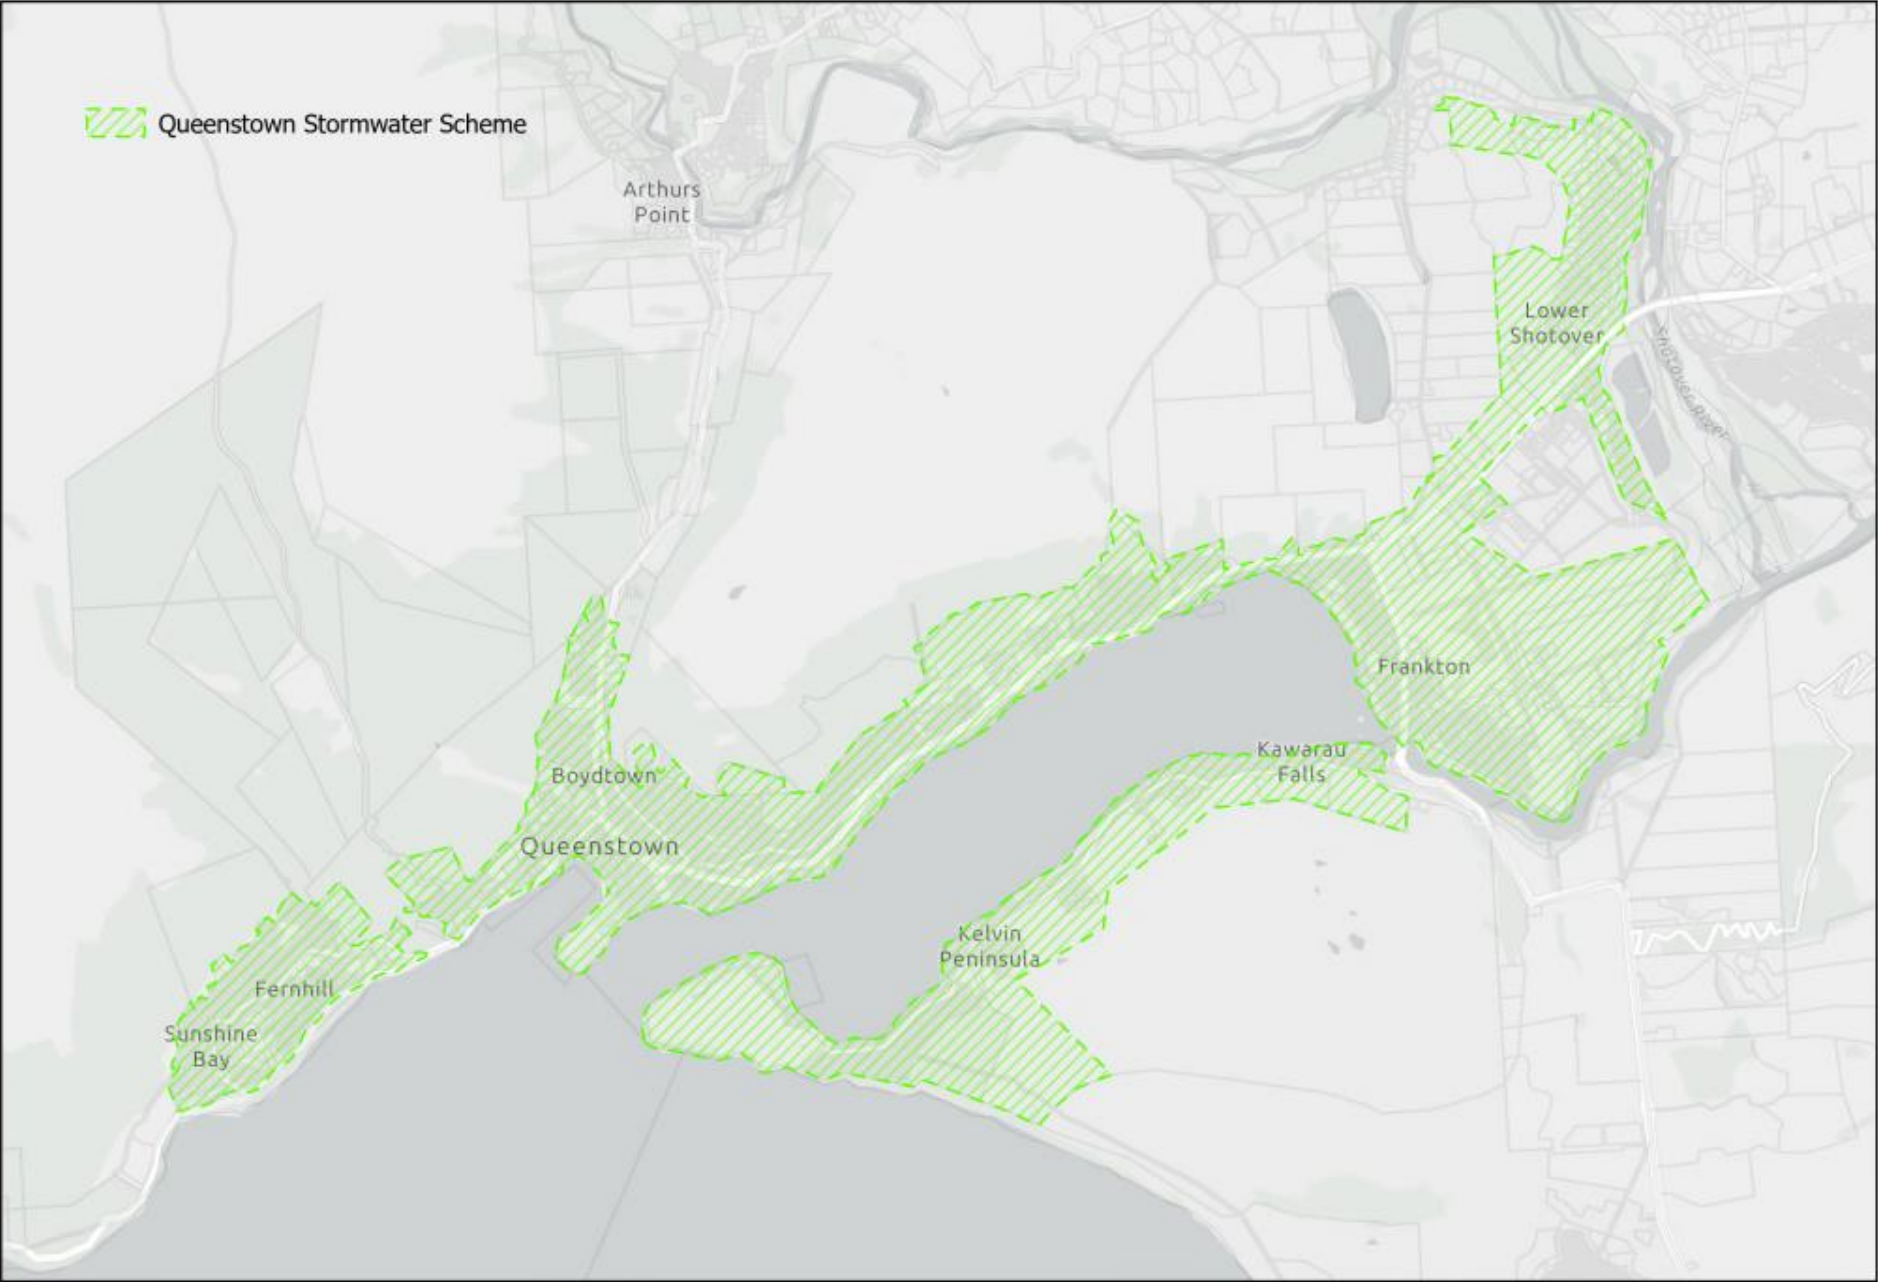 Queenstown Stormwater Scheme
Arthurs
Point
Lower
Shotover
Shotover River
Frankton
Kawarau
Falls
Boydtown
Queenstown
Kelvin
Peninsula
Fernhill
Sunshine
Bay